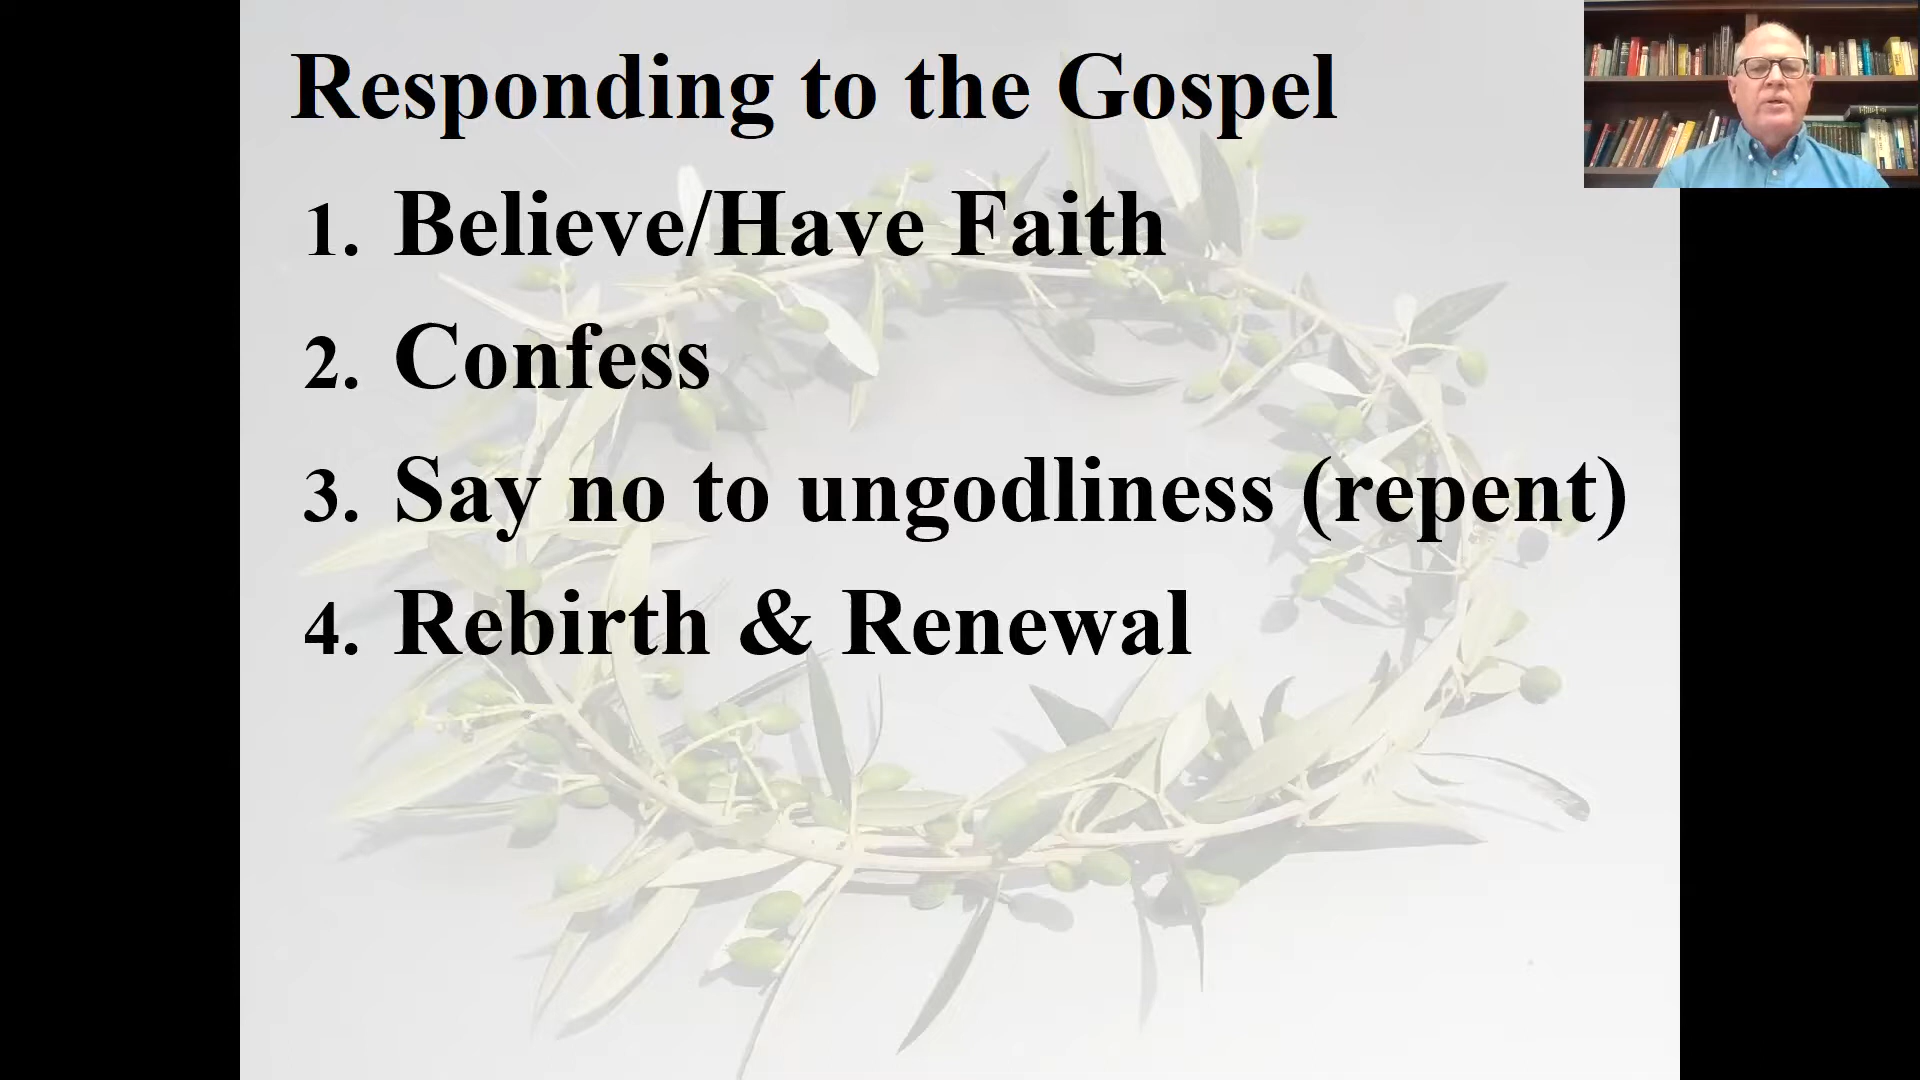 Responding to the Gospel
1. Believe/Have Faith
2. Confess
3. Say no to ungodliness (repent)
4. Rebirth & Renewal